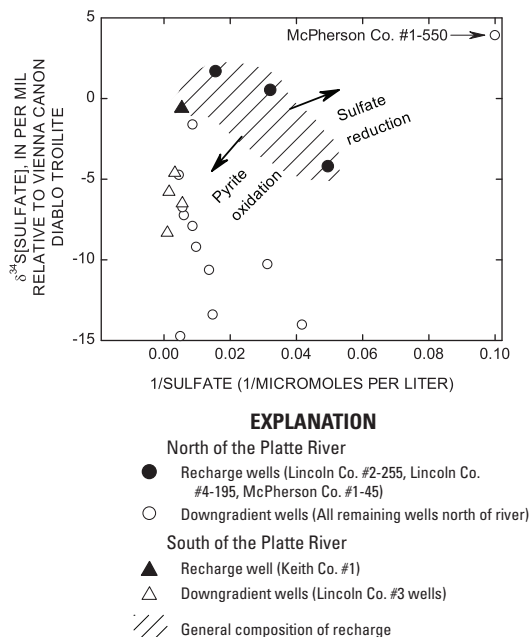 5
0
-5
-10
-15
δ34S[SULFATE], IN PER MIL
RELATIVE TO VIENNA CANON
DIABLO TROILITE
McPherson Co. #1-550
Sulfate
reduction
Pyrite
oxidation
0.00 0.02 0.04 0.06 0.08 0.10
1/SULFATE (1/MICROMOLES PER LITER)
EXPLANATION
North of the Platte River
Recharge wells (Lincoln Co. #2-255, Lincoln Co.
#4-195, McPherson Co. #1-45)
Downgradient wells (All remaining wells north of river)
South of the Platte River
Recharge well (Keith Co. #1)
Downgradient wells (Lincoln Co. #3 wells)
General composition of recharge